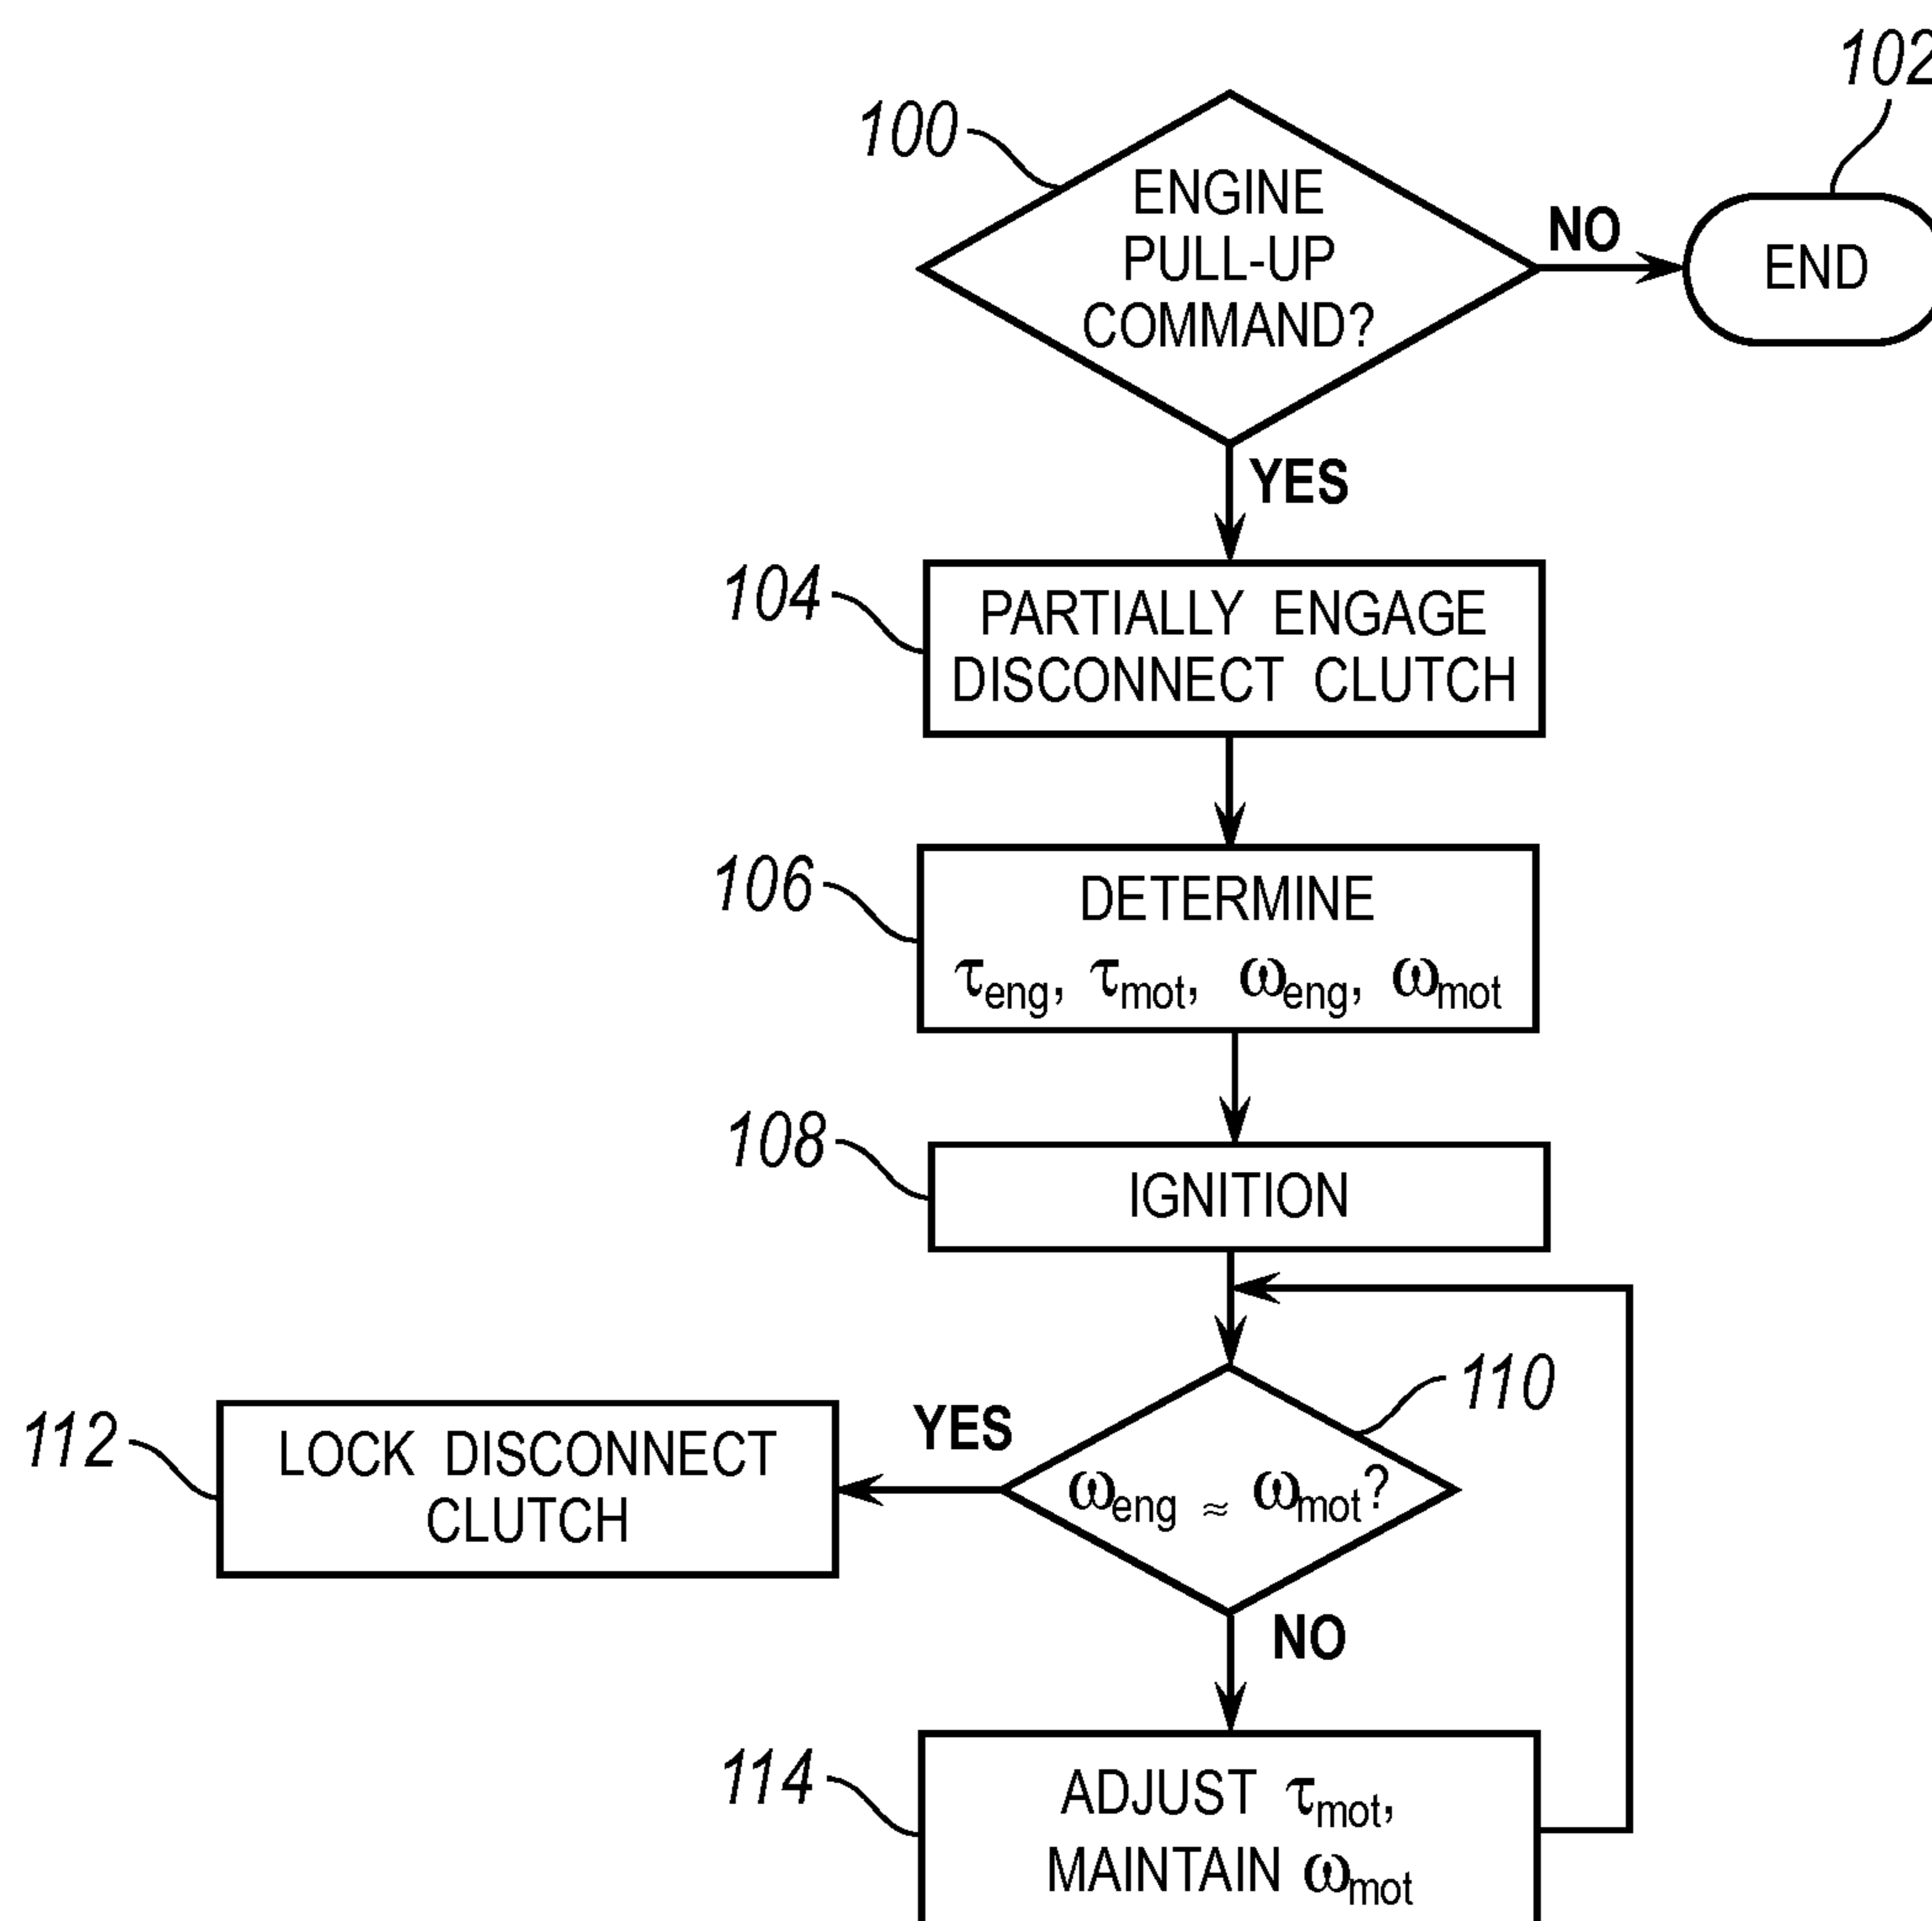 102
100
ENGINE
PULL-UP
COMMAND?
NO
END
YES
104
PARTIALLY ENGAGE
DISCONNECT CLUTCH
106
DETERMINE
τeng, τmot, ωeng, ωmot
108
IGNITION
110
YES
112
LOCK DISCONNECT
CLUTCH
ωeng ≈ ωmot?
NO
114
ADJUST τmot,
MAINTAIN ωmot